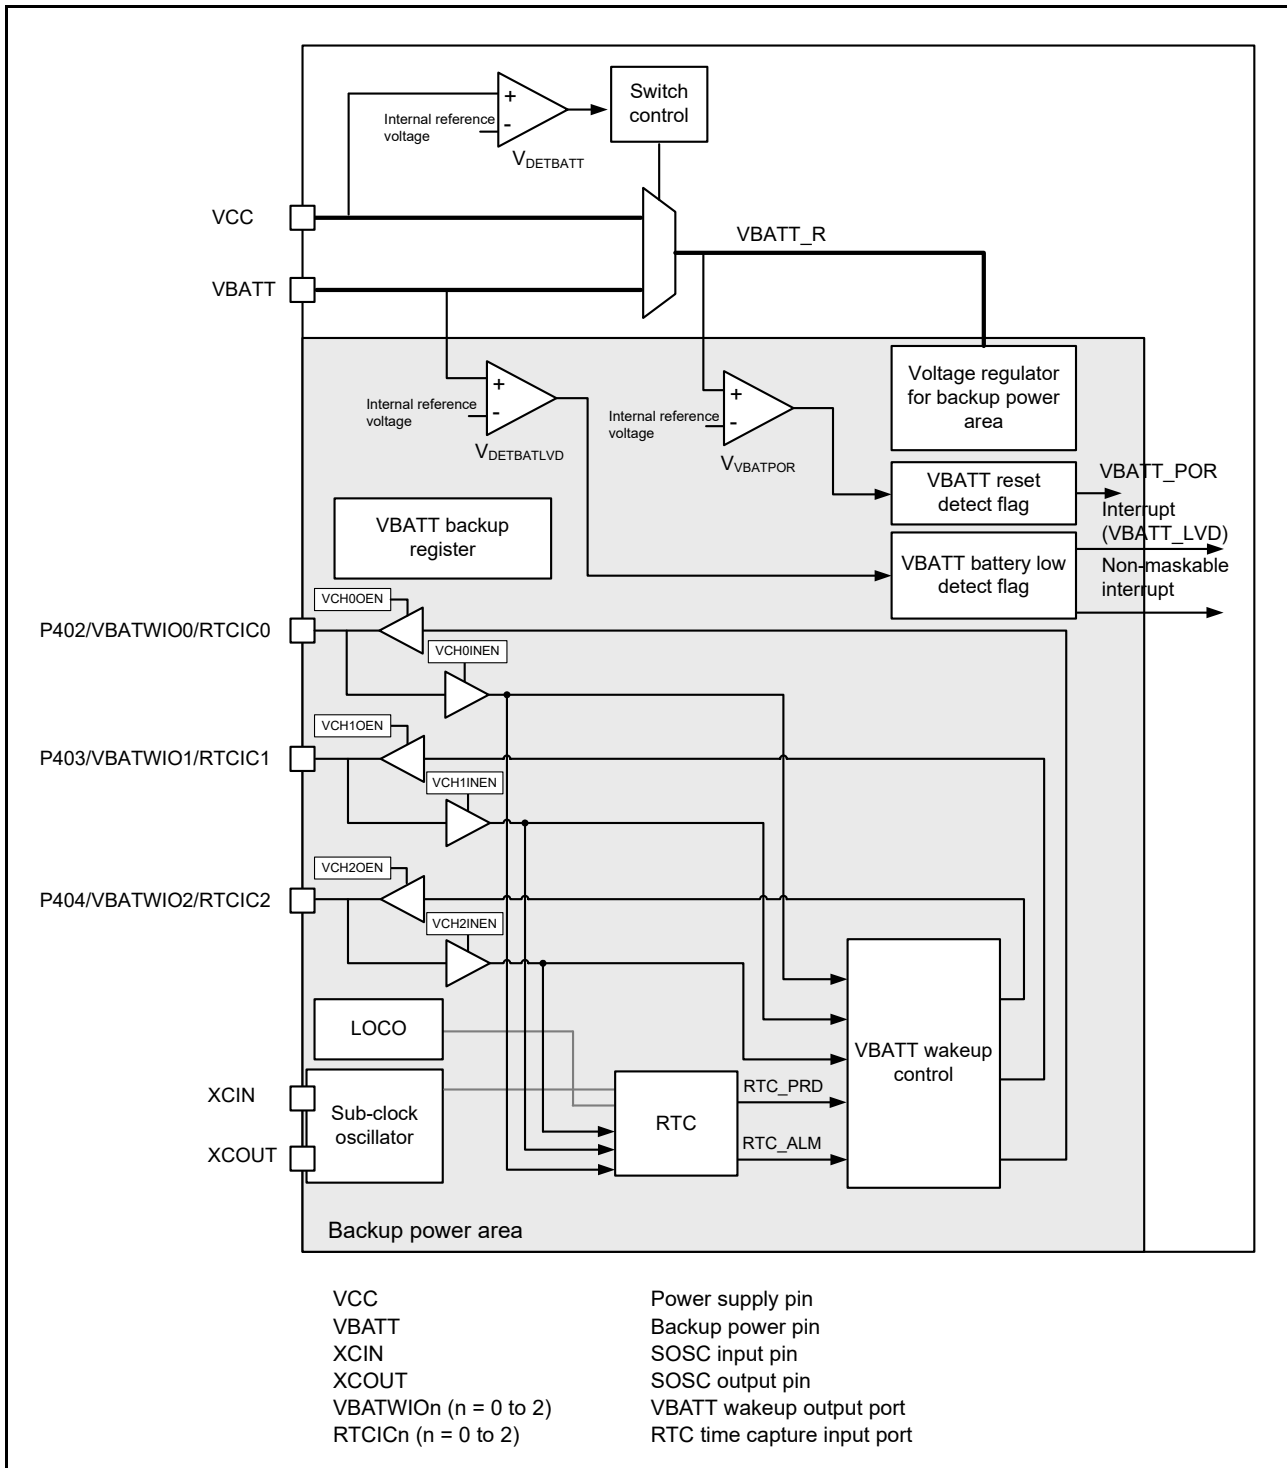 Switch
control
Internal reference
voltage
+
-
VDETBATT
VCC
VBATT_R
VBATT
Voltage regulator
for backup power
area
Internal reference
voltage
+
-
VDETBATLVD
Internal reference
voltage
+
-
VVBATPOR
VBATT reset
detect flag
VBATT_POR
Interrupt
(VBATT_LVD)
VBATT backup
register
VBATT battery low
detect flag
Non-maskable
interrupt
VCH0OEN
P402/VBATWIO0/RTCIC0
VCH0INEN
VCH1OEN
P403/VBATWIO1/RTCIC1
VCH1INEN
VCH2OEN
P404/VBATWIO2/RTCIC2
VCH2INEN
LOCO
VBATT wakeup
control
XCIN
Sub-clock
oscillator
XCOUT
RTC
RTC_PRD
RTC_ALM
Backup power area
VCC Power supply pin
VBATT Backup power pin
XCIN SOSC input pin
XCOUT SOSC output pin
VBATWIOn (n = 0 to 2) VBATT wakeup output port
RTCICn (n = 0 to 2) RTC time capture input port